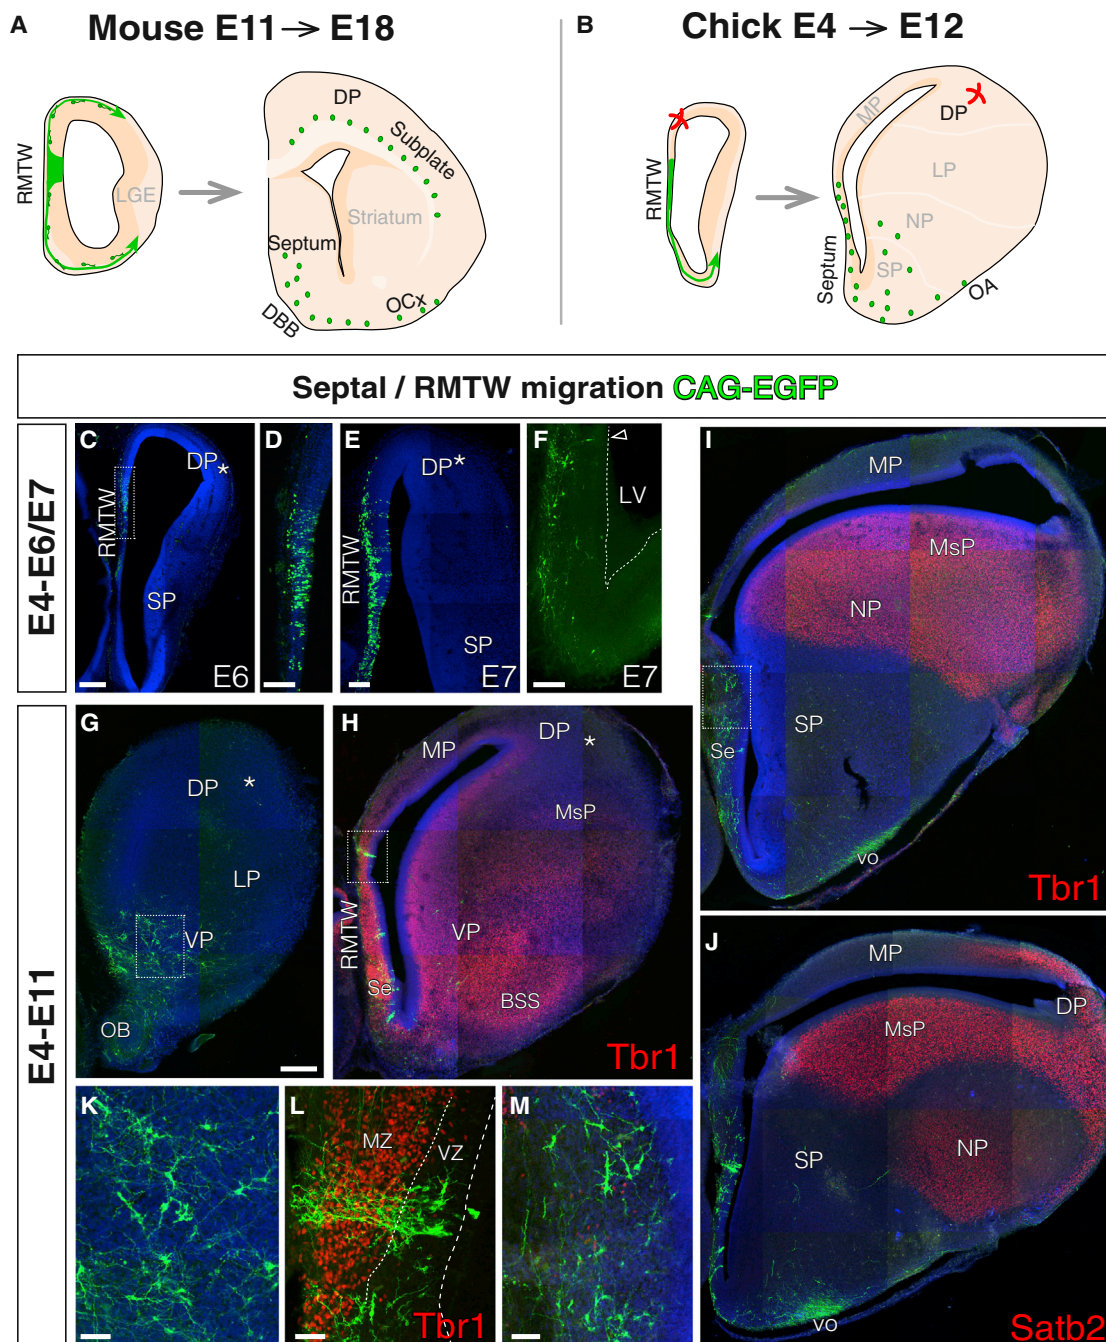 A
Mouse E11 → E18
RMTW
LGE
DP
Subplate
Striatum
Septum
DBB
OCx
B
Chick E4 → E12
RMTW
MP
DP
LP
NP
SP
Septum
OA
Septal / RMTW migration CAG-EGFP
E4-E6/E7
C
DP*
RMTW
SP
E6
D
E
DP*
RMTW
SP
E7
F
LV
E7
I
MP
MsP
NP
SP
Se
vo
Tbr1
E4-E11
G
DP
*
LP
VP
OB
H
MP
DP
*
MsP
RMTW
VP
Se
BSS
Tbr1
J
MP
DP
MsP
SP
NP
vo
Satb2
K
L
MZ
VZ
Tbr1
M